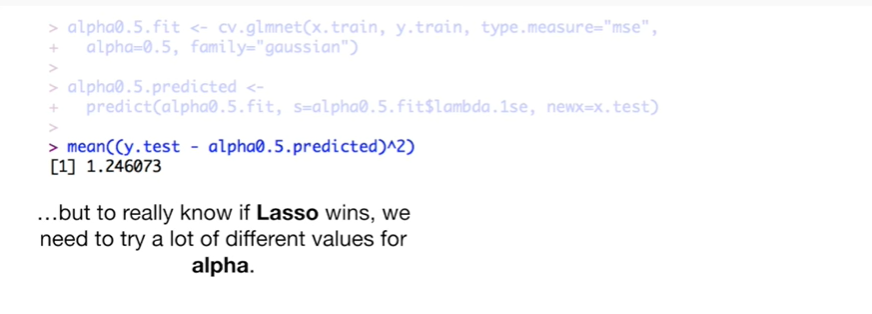 > alpha0.5.fit <- cv.glmnet(x.train, y.train, type.measure="mse",
+   alpha=0.5, family="gaussian")
>
> alpha0.5.predicted <-
+   predict(alpha0.5.fit, s=alpha0.5.fit$lambda.1se, newx=x.test)
>
> mean((y.test - alpha0.5.predicted)^2)
[1] 1.246073
…but to really know if Lasso wins, we
need to try a lot of different values for
alpha.